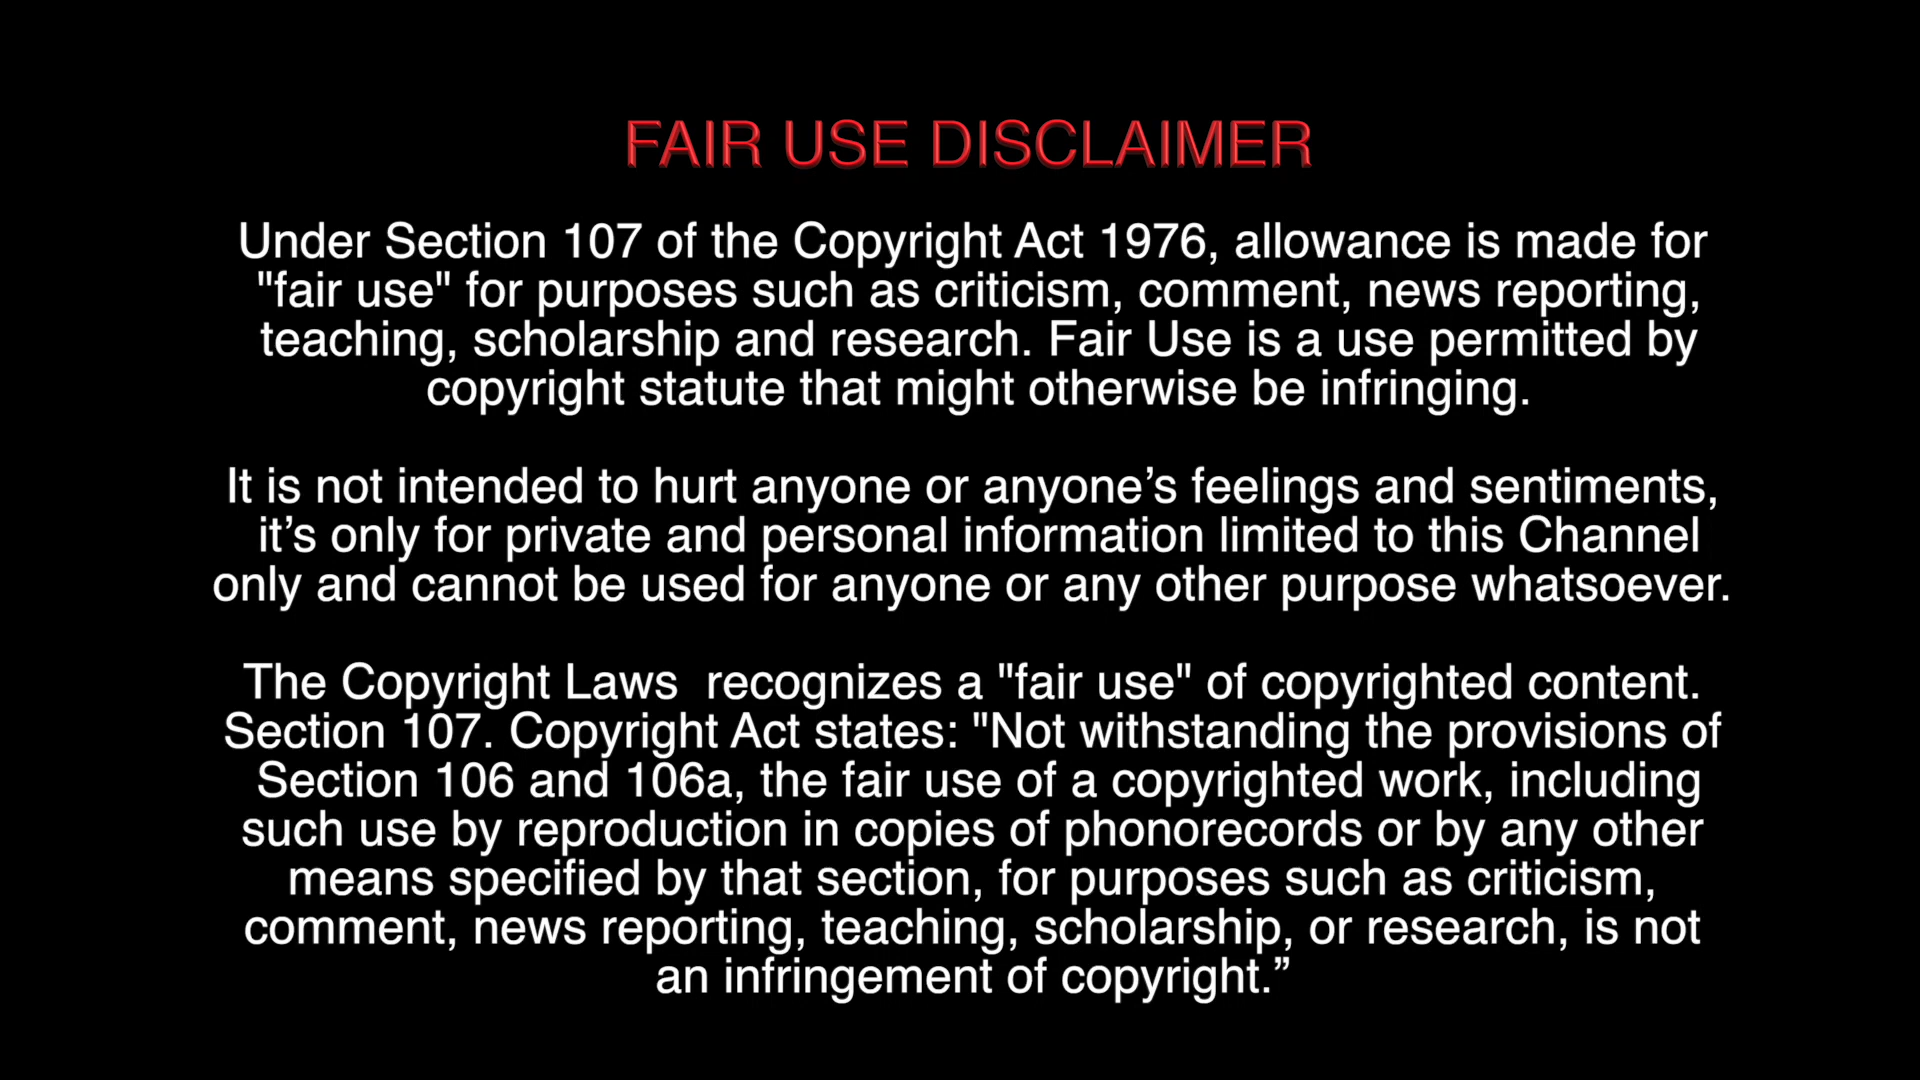 FAIR USE DISCLAIMER
Under Section 107 of the Copyright Act 1976, allowance is made for
"fair use" for purposes such as criticism, comment, news reporting,
teaching, scholarship and research. Fair Use is a use permitted by
copyright statute that might otherwise be infringing.
It is not intended to hurt anyone or anyone’s feelings and sentiments,
it’s only for private and personal information limited to this Channel
only and cannot be used for anyone or any other purpose whatsoever.
The Copyright Laws  recognizes a "fair use" of copyrighted content.
Section 107. Copyright Act states: "Not withstanding the provisions of
Section 106 and 106a, the fair use of a copyrighted work, including
such use by reproduction in copies of phonorecords or by any other
means specified by that section, for purposes such as criticism,
comment, news reporting, teaching, scholarship, or research, is not
an infringement of copyright.”